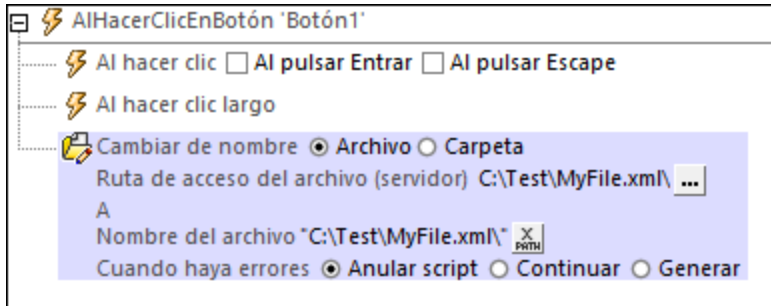 AlHacerClicEnBotón 'Botón1'
Al hacer clic Al pulsar Entrar Al pulsar Escape
Al hacer clic largo
Cambiar de nombre Archivo Carpeta
Ruta de acceso del archivo (servidor) C:\Test\MyFile.xml\ ...
A
Nombre del archivo "C:\Test\MyFile.xml\" X PATH
Cuando haya errores Anular script Continuar Generar